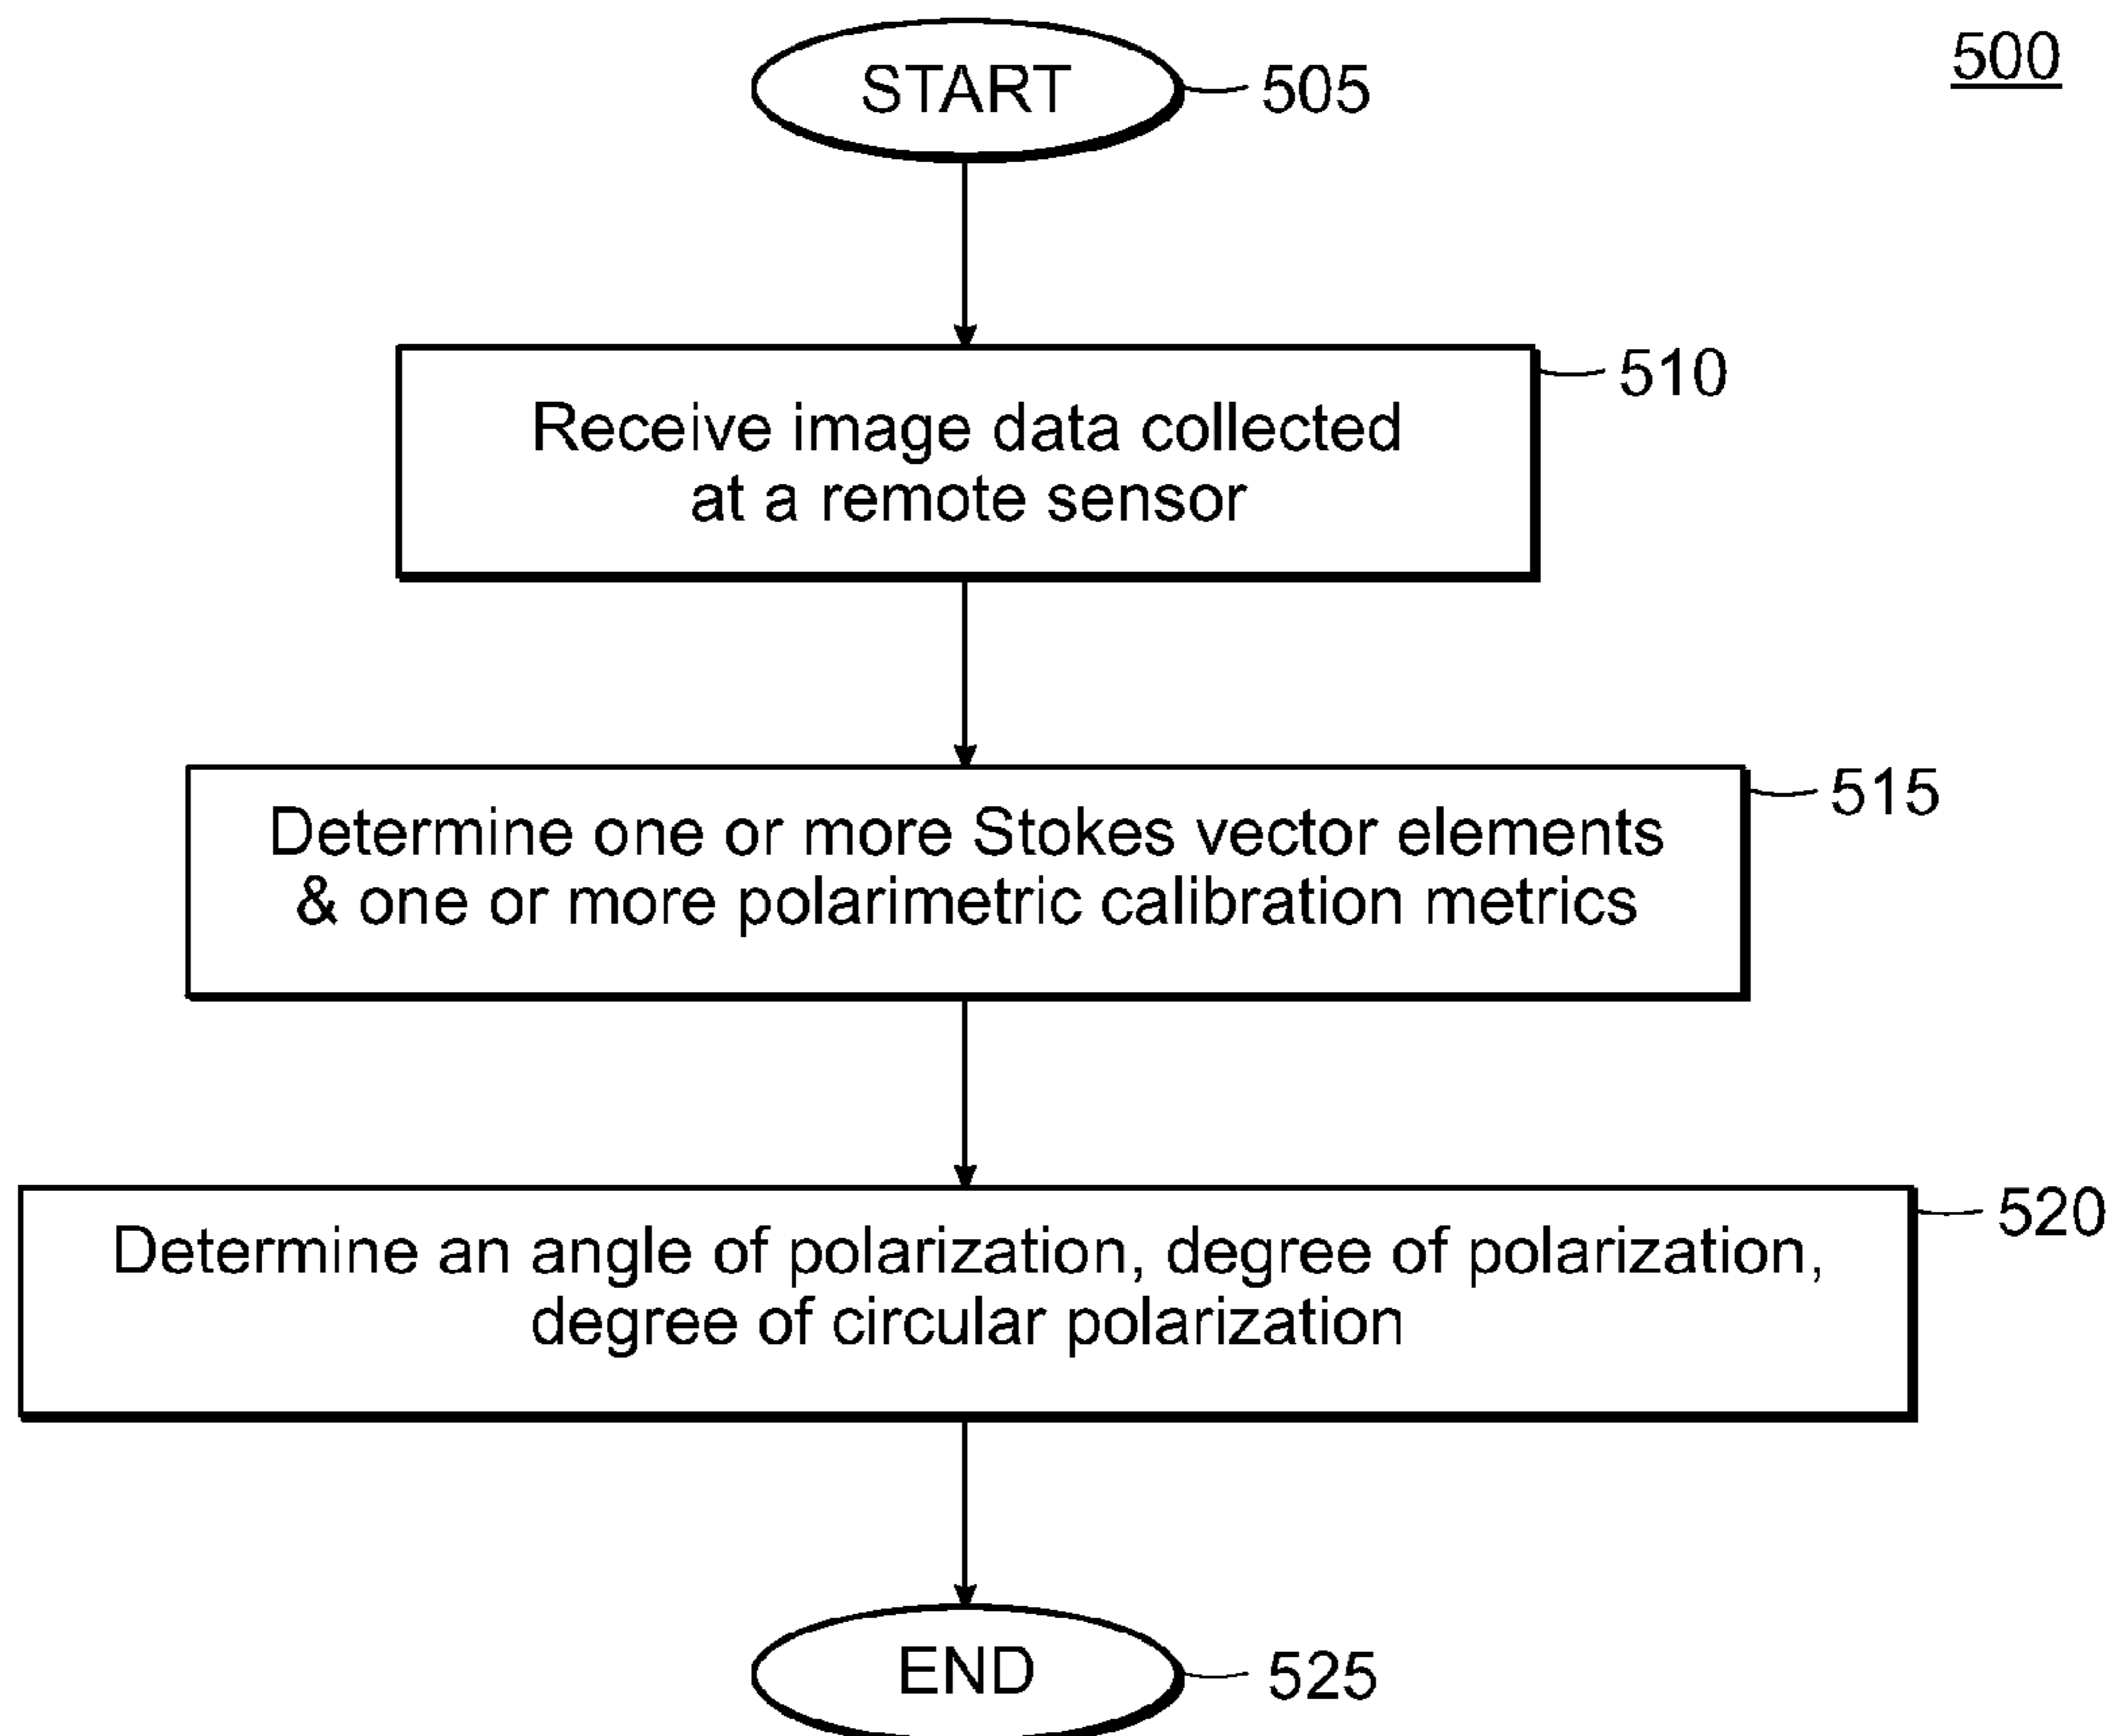 500
START
505
Receive image data collected
at a remote sensor
510
Determine one or more Stokes vector elements
& one or more polarimetric calibration metrics
515
Determine an angle of polarization, degree of polarization,
degree of circular polarization
520
END
525